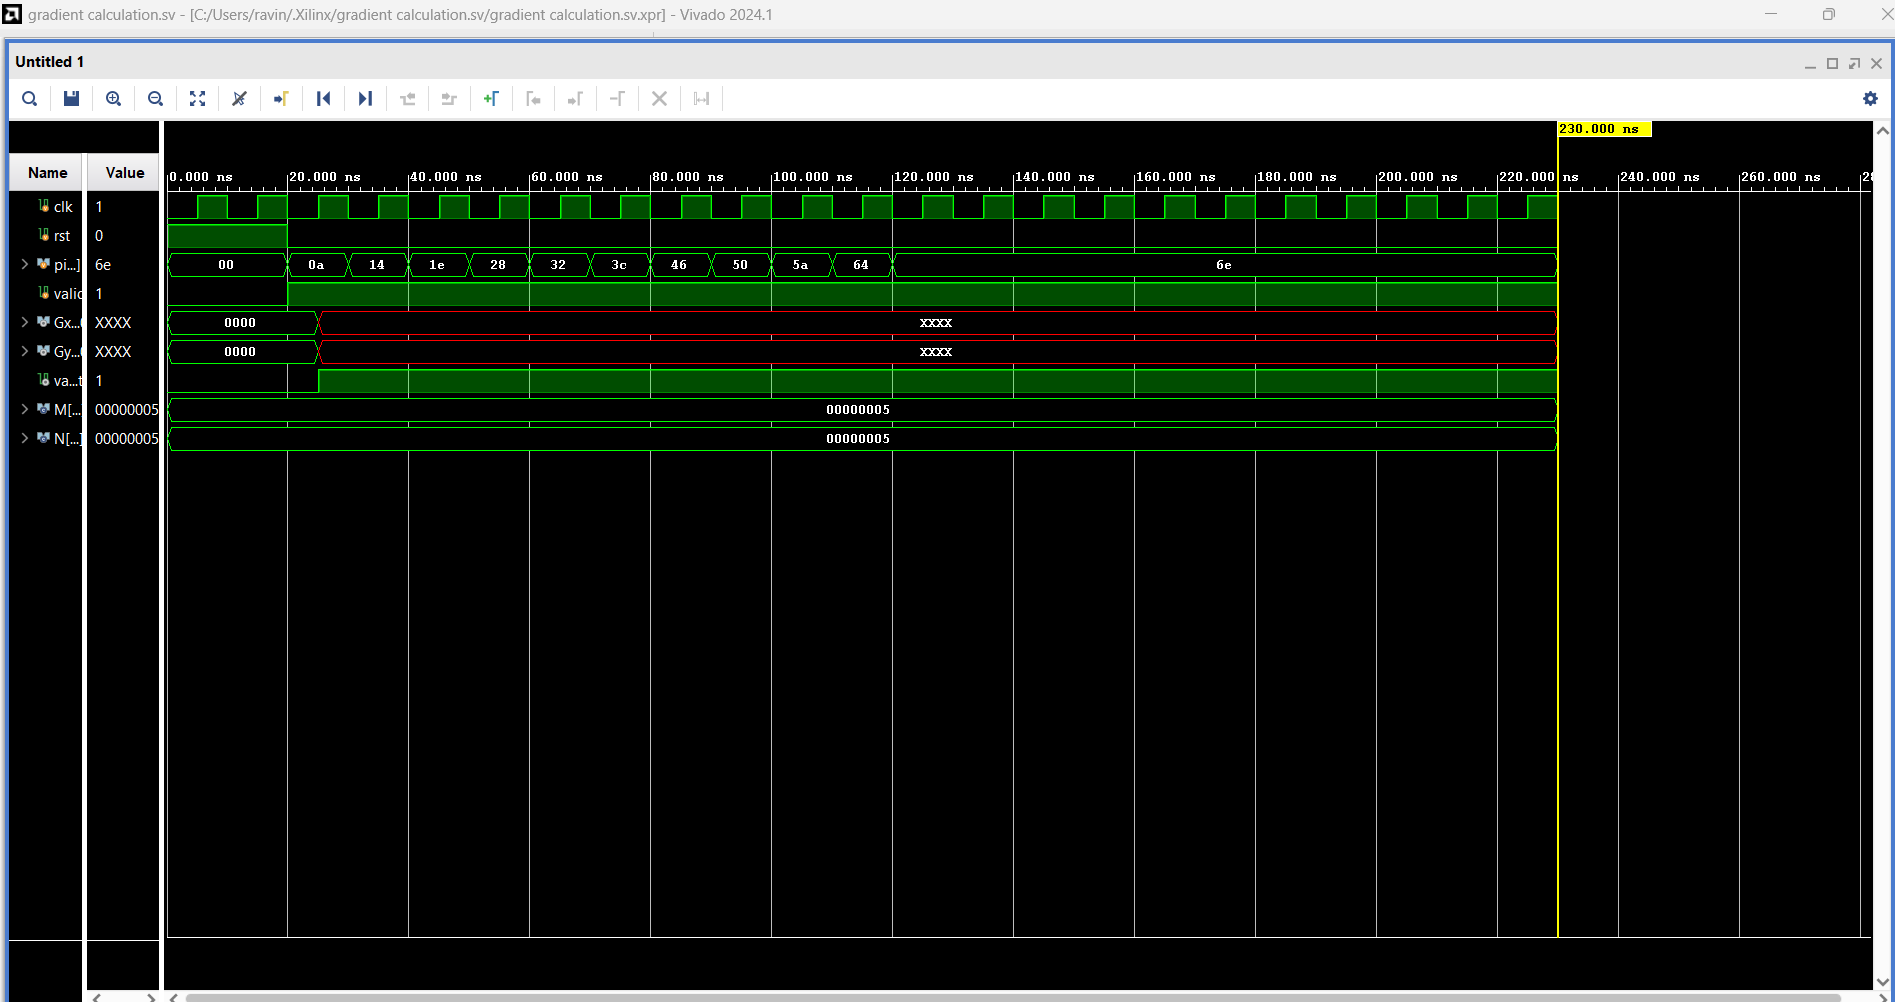 gradient calculation.sv - [C:/Users/ravin/.Xilinx/gradient calculation.sv/gradient calculation.sv.xpr] - Vivado 2024.1
Untitled 1
230.000 ns
Name Value
0.000 ns 20.000 ns 40.000 ns 60.000 ns 80.000 ns 100.000 ns 120.000 ns 140.000 ns 160.000 ns 180.000 ns 200.000 ns 220.000 ns 240.000 ns 260.000 ns 28
clk 1
rst 0
pi...] 6e 00 0a 14 1e 28 32 3c 46 50 5a 64 6e
valid 1
Gx... XXXX 0000 XXXX
Gy... XXXX 0000 XXXX
va...t 1
M[... 00000005 00000005
N[...] 00000005 00000005